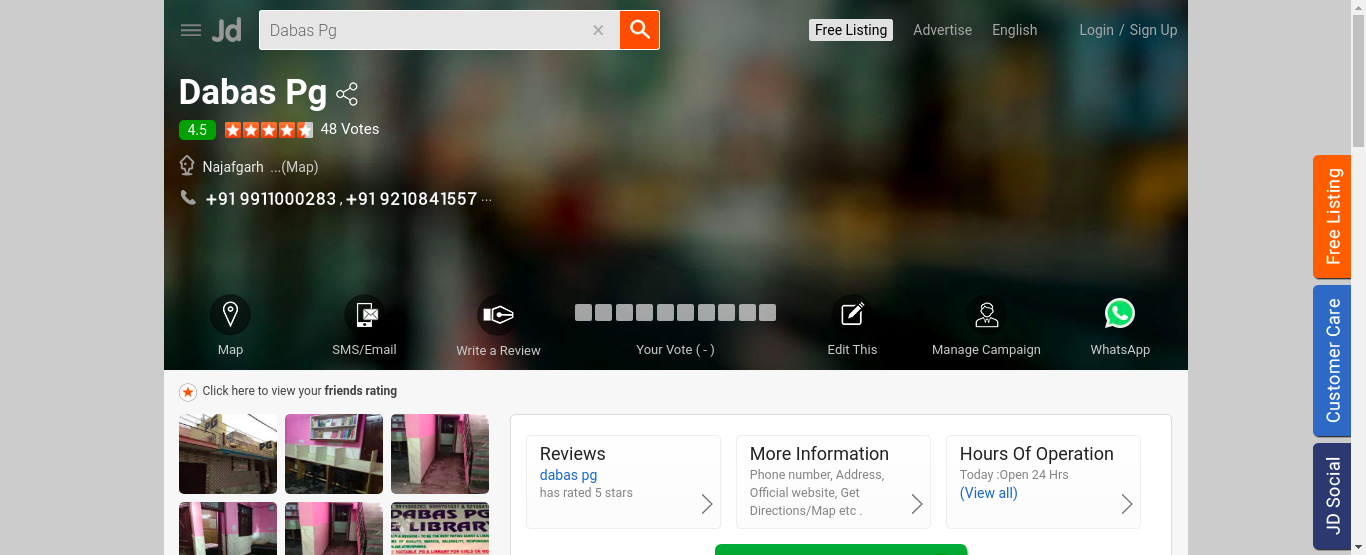 Jd
Dabas Pg
Free Listing
Advertise
English
Login / Sign Up
Dabas Pg
4.5
48 Votes
Najafgarh ...(Map)
+91 9911000283 , +91 9210841557 ...
Map
SMS/Email
Write a Review
Your Vote ( - )
Edit This
Manage Campaign
WhatsApp
Free Listing
Customer Care
JD Social
Click here to view your friends rating
DABAS PG
LIBRARY
Reviews
dabas pg
has rated 5 stars
More Information
Phone number, Address,
Official website, Get
Directions/Map etc .
Hours Of Operation
Today :Open 24 Hrs
(View all)